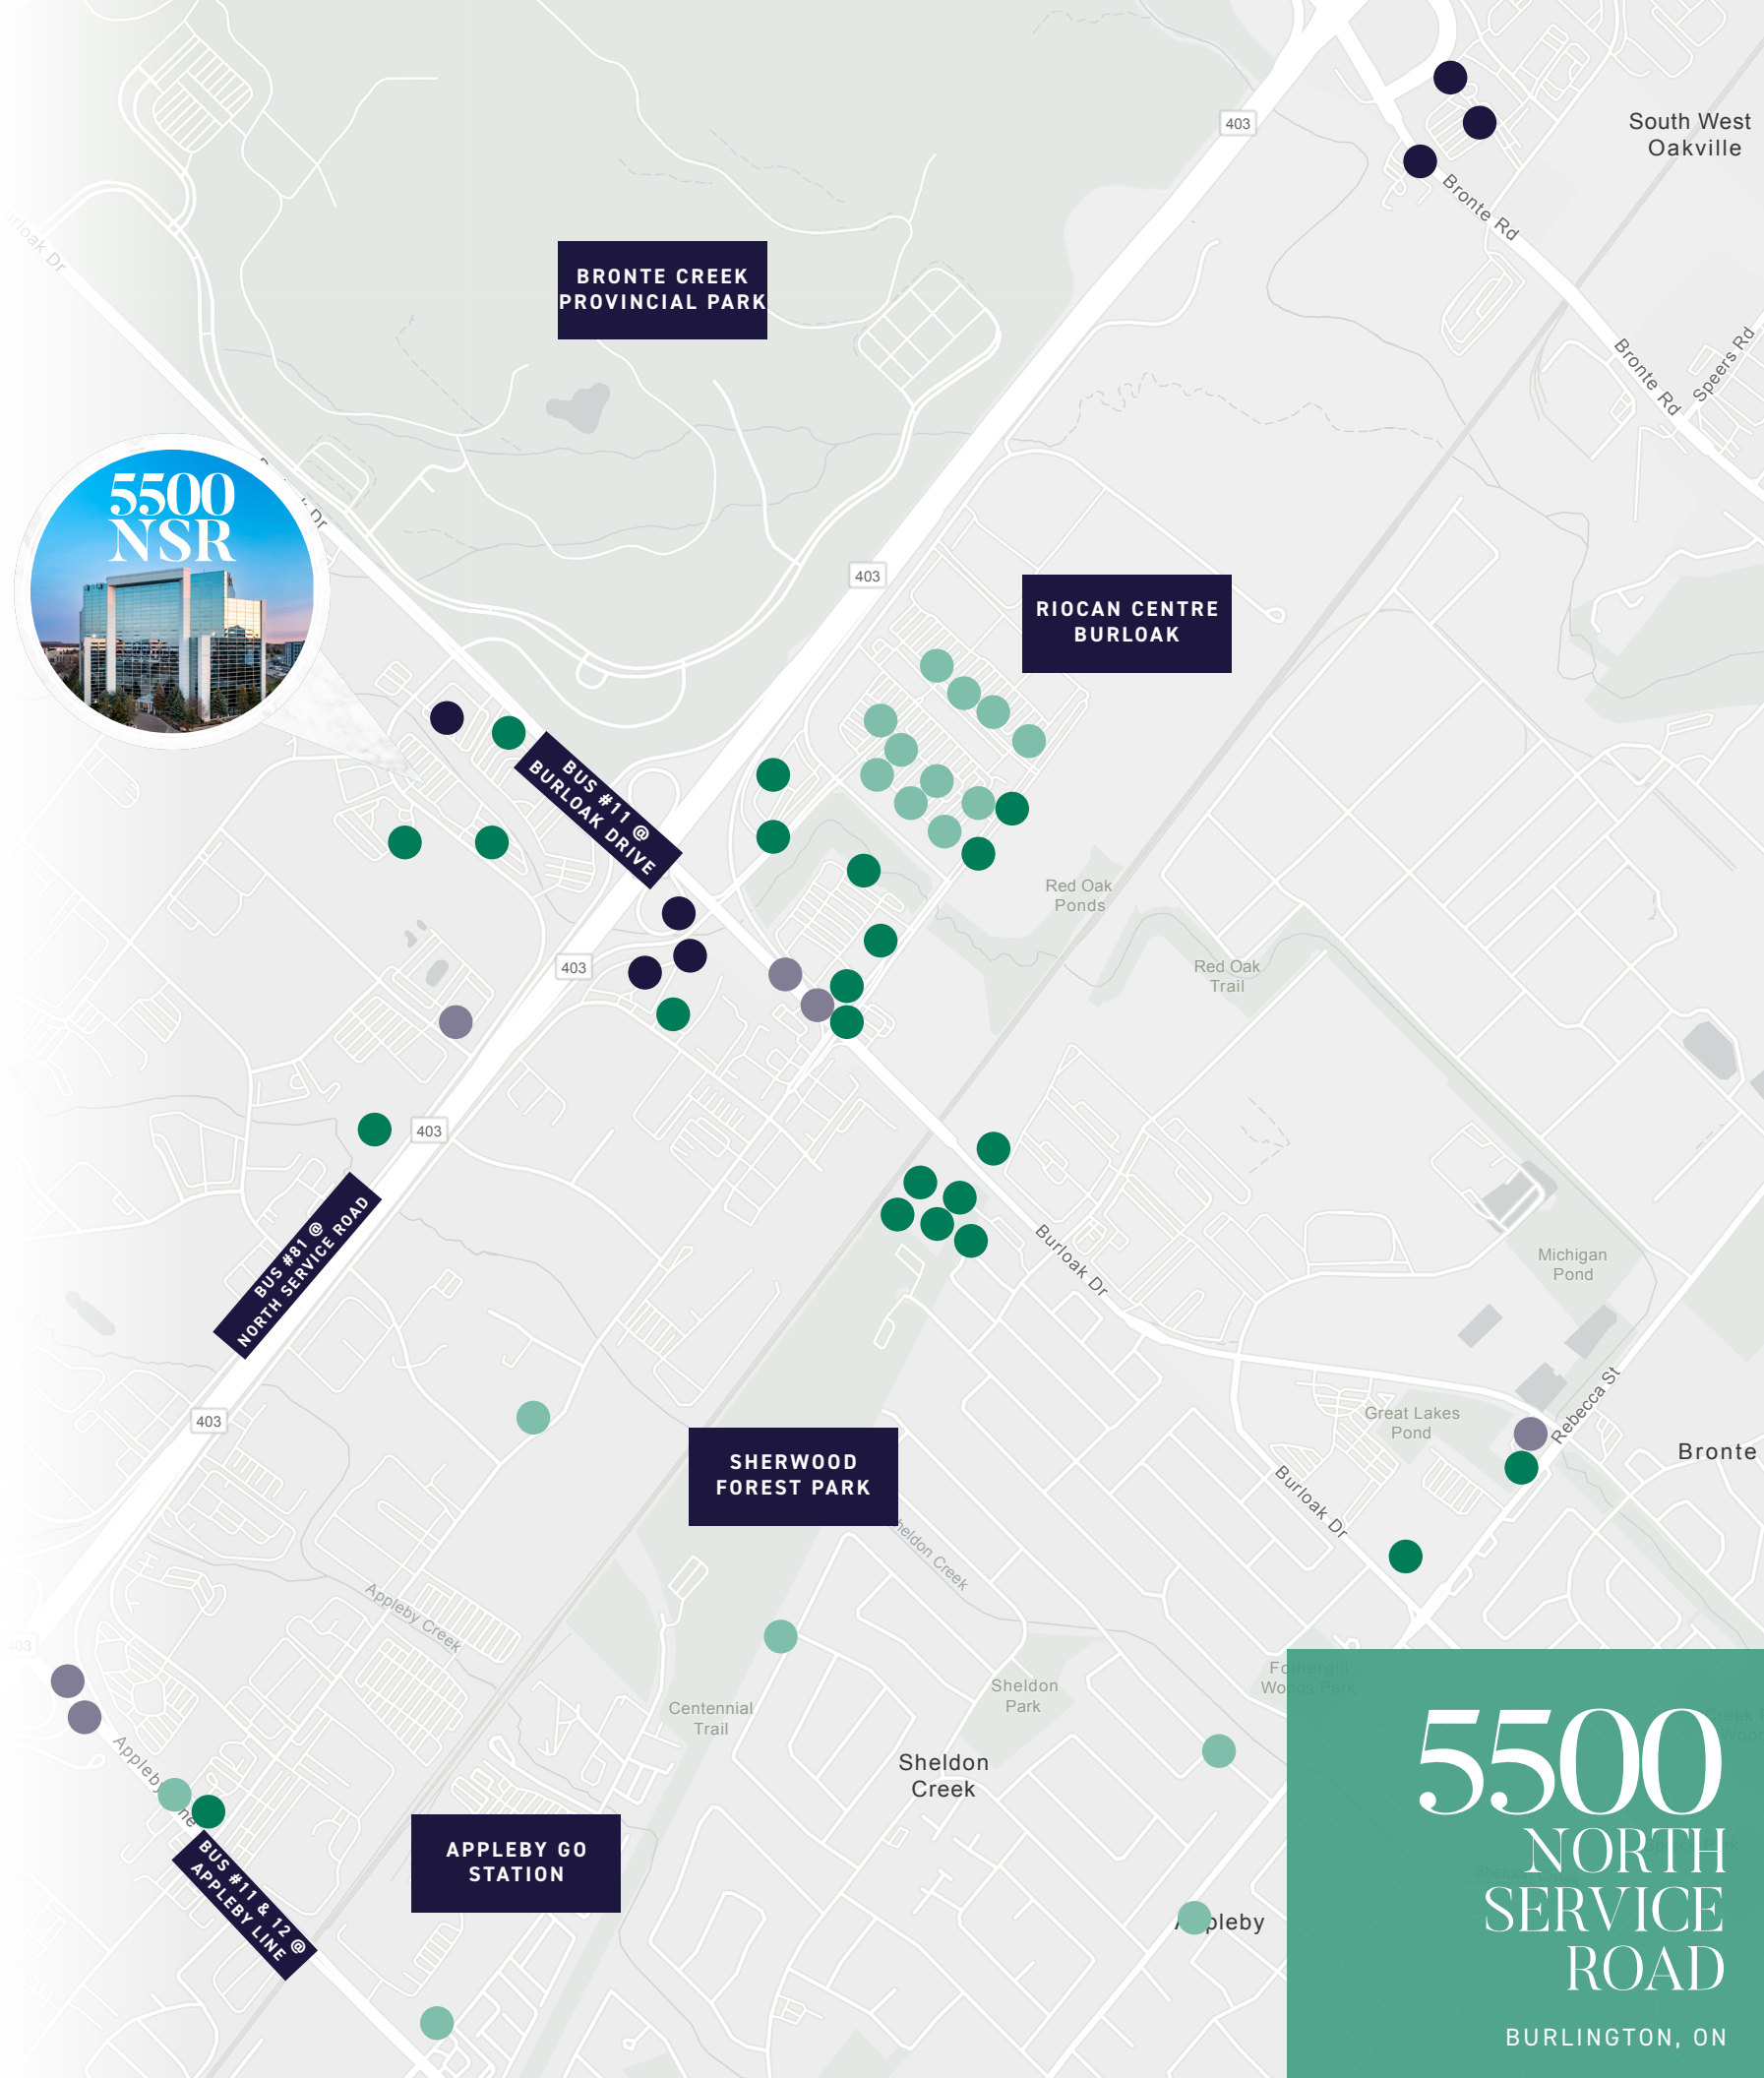 403
South West
Oakville
Bronte Rd
BRONTE CREEK
PROVINCIAL PARK
Bronte Rd
Speers Rd
5500
NSR
Dr
403
RIOCAN CENTRE
BURLOAK
BUS #11 @
BURLOAK DRIVE
Red Oak
Ponds
403
Red Oak
Trail
403
BUS #81 @
NORTH SERVICE ROAD
Burloak Dr
Michigan
Pond
403
Great Lakes
Pond
Rebecca St
Bronte
SHERWOOD
FOREST PARK
Burloak Dr
Appleby Creek
403
Sheldon
Park
Centennial
Trail
Sheldon
Creek
APPLEBY GO
STATION
BUS #11 & 12 @
APPLEBY LINE
5500
NORTH
SERVICE
ROAD
BURLINGTON, ON